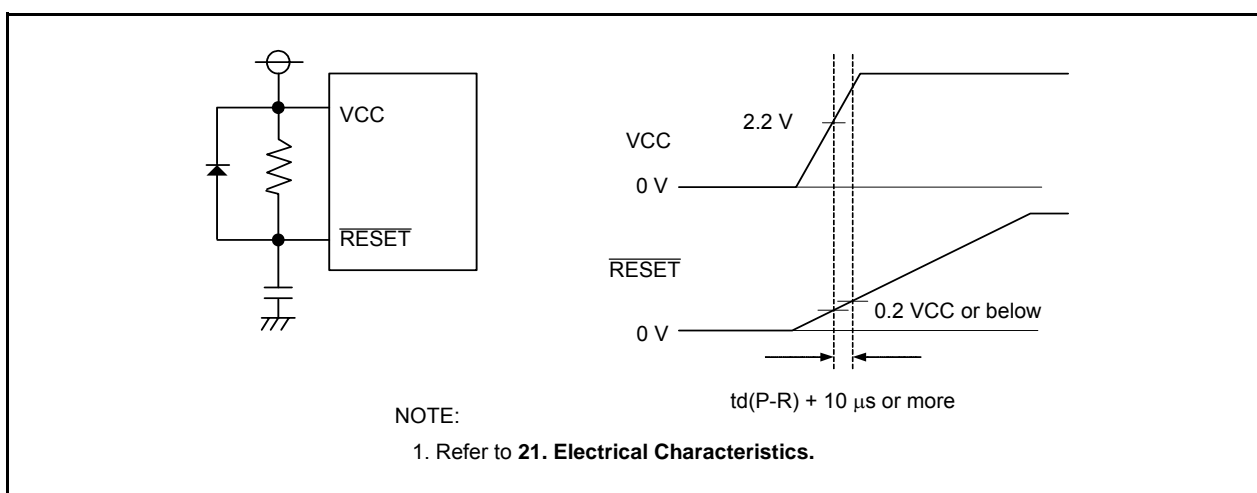 VCC
RESET
2.2 V
VCC
0 V
RESET
0.2 VCC or below
0 V
td(P-R) + 10 μs or more
NOTE:
1. Refer to 21. Electrical Characteristics.